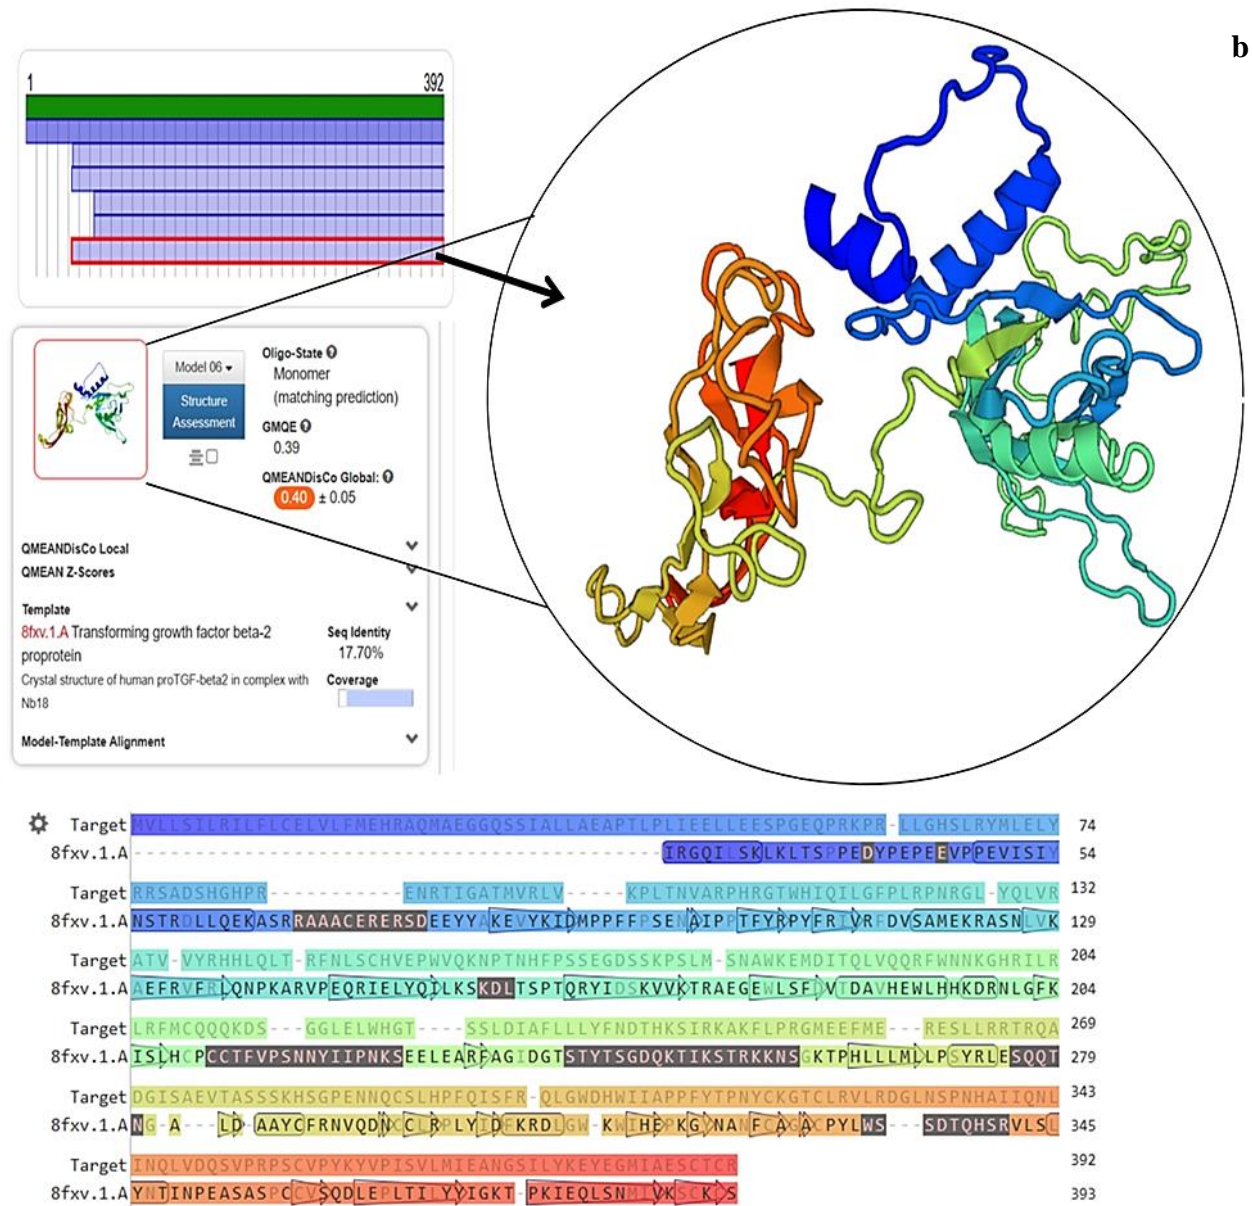 b
1 392
Model 06
Structure Assessment
Oligo-State
Monomer
(matching prediction)
GMQE
0.39
QMEANDisCo Global:
0.40 ± 0.05
QMEANDisCo Local
QMEAN Z-Scores
Template
8fxv.1.A Transforming growth factor beta-2 proprotein
Crystal structure of human proTGF-beta2 in complex with Nb18
Seq Identity
17.70%
Coverage
Model-Template Alignment
Target MVLLSILRILFLCELVLFMEHRAQMAEGGQSSIALLAEAPTLPLIEELLEESPGEQPRKPR-LLGHSLRYMLELY 74
8fxv.1.A -------------------------------------------IRGQILSKLKLTSPPEDYPEPEEVPPEVISIY 54
Target RRSADSHGHPR-----------ENRTIGATMVRLV-----KPLTNVARPHRGTWHIQILGFPLRPNRGL-YQLVR 132
8fxv.1.A NSTRDLLQEKASRRAAACERERSDEEYYAKEVYKIDMPPFFPSENAIPPTFYRPYFRIVRFDVSAMEKRASNLVK 129
Target ATV-VYRHHLQLT-RFNLSCHVEPWVQKNPTNHFPSSEGDSSKPSLM-SNAWKEMDITQLVQQRFWNNKGHRILR 204
8fxv.1.A AEFRVFRLQNPKARVPEQRIELYQILKSKDLTSPTQRYIDSKVVKTRAEGEWLSFDVTDAVHEWLHHKDRNLGFK 204
Target LRFMCQQQKDS---GGLELWHGT----SSLDIAFLLLYFNDTHKSIRKAKFLPRGMEEFME---RESLLRRTRQA 269
8fxv.1.A ISLHCPCCTFVPSNNYIIPNKSEELEARFAGIDGTSTYTSGDQKTIKSTRKKNSGKTPHLLLMLLPSYRLESQQT 279
Target DGISAEVTASSSKHSGPENNQCSLHPFQISFR-QLGWDHWIIAPPFYTPNYCKGTCLRVLRDGLNSPNHAIIQNL 343
8fxv.1.A NG-A---LD-AAYCFRNVQDNCCLRPLYIDFKRDLGW-KWIHEPKGYNANFCAGACPYLWS---SDTQHSRVLSL 345
Target INQLVDQSVPRPSCVPYKYVPISVLMIEANGSILYKEYEGMIAESCTCR 392
8fxv.1.A YNTINPEASASPCCVSQDLEPLTILYYIGKT-PKIEQLSNMIVKSCKCS 393